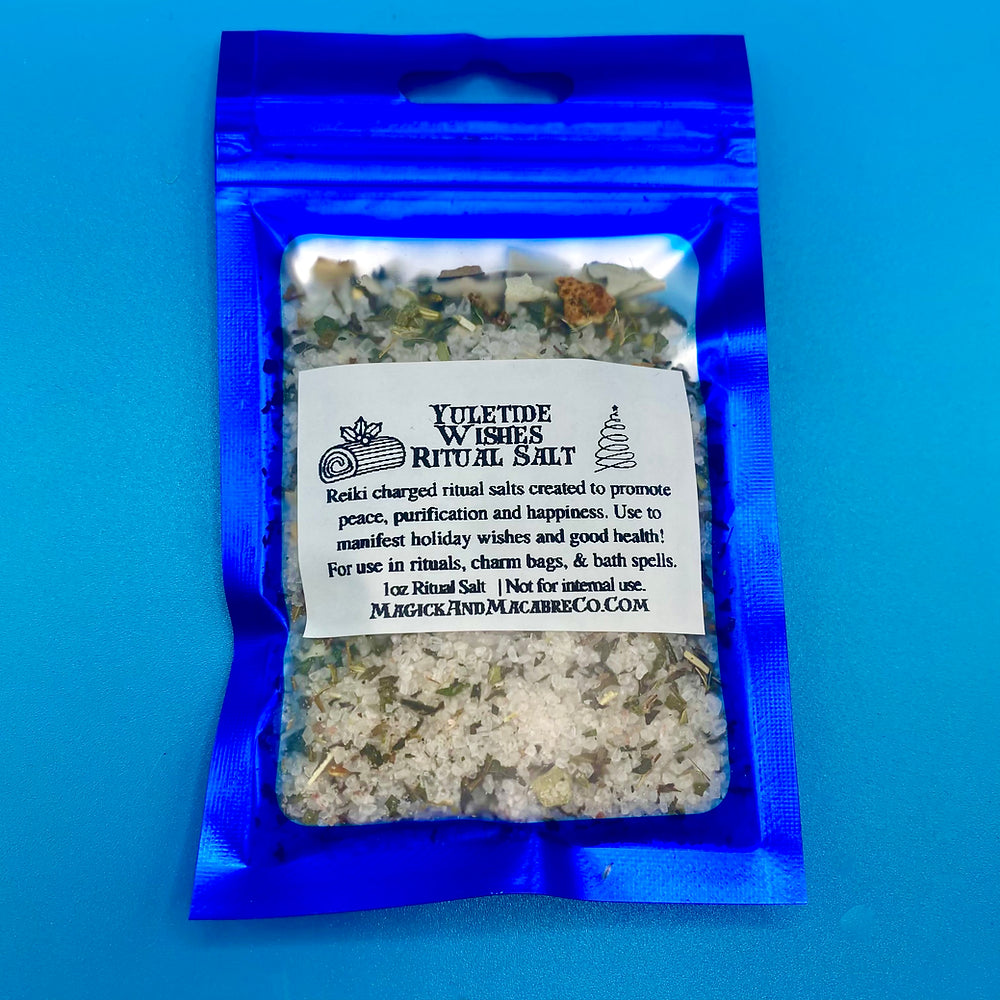 Yuletide
Wishes
Ritual Salt
Reiki charged ritual salts created to promote
peace, purification and happiness. Use to
manifest holiday wishes and good health!
For use in rituals, charm bags, & bath spells.
1oz Ritual Salt | Not for internal use.
MagickAndMacabreCo.Com